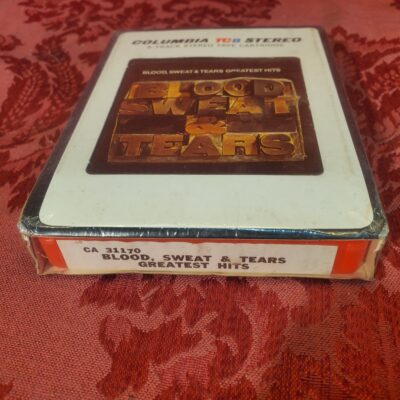 COLUMBIA TC8 STEREO
8-TRACK STEREO TAPE CARTRIDGE
BLOOD, SWEAT & TEARS GREATEST HITS
BLOOD,
SWEAT
&
TEARS
CA 31170
BLOOD, SWEAT & TEARS
GREATEST HITS